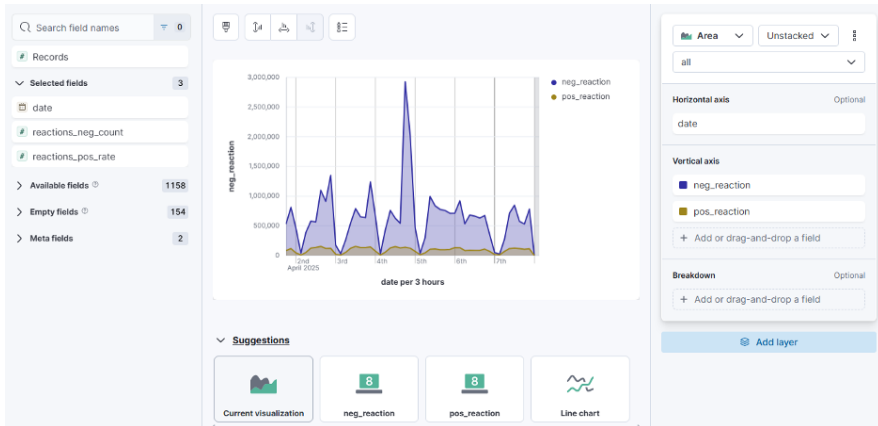 Search field names
0
# Records
Selected fields 3
date
# reactions_neg_count
# reactions_pos_rate
Available fields 1158
Empty fields 154
Meta fields 2
3,000,000
2,500,000
2,000,000
1,500,000
1,000,000
500,000
0
neg_reaction
2nd 3rd 4th 5th 6th 7th
April 2025
date per 3 hours
neg_reaction
pos_reaction
Suggestions
Current visualization
8
neg_reaction
8
pos_reaction
Line chart
Area
Unstacked
all
Horizontal axis Optional
date
Vertical axis
neg_reaction
pos_reaction
+ Add or drag-and-drop a field
Breakdown Optional
+ Add or drag-and-drop a field
Add layer